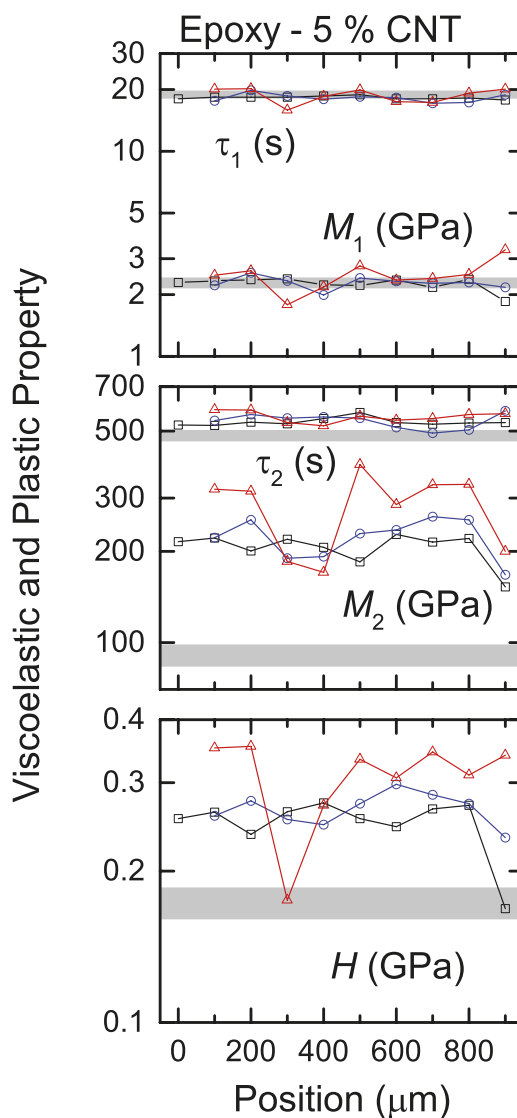 Epoxy - 5 % CNT
30
20
τ1 (s)
10
5
M1 (GPa)
3
2
1
700
500
τ2 (s)
300
200
M2 (GPa)
100
0.4
0.3
0.2
H (GPa)
0.1
0 200 400 600 800
Position (μm)
Viscoelastic and Plastic Property